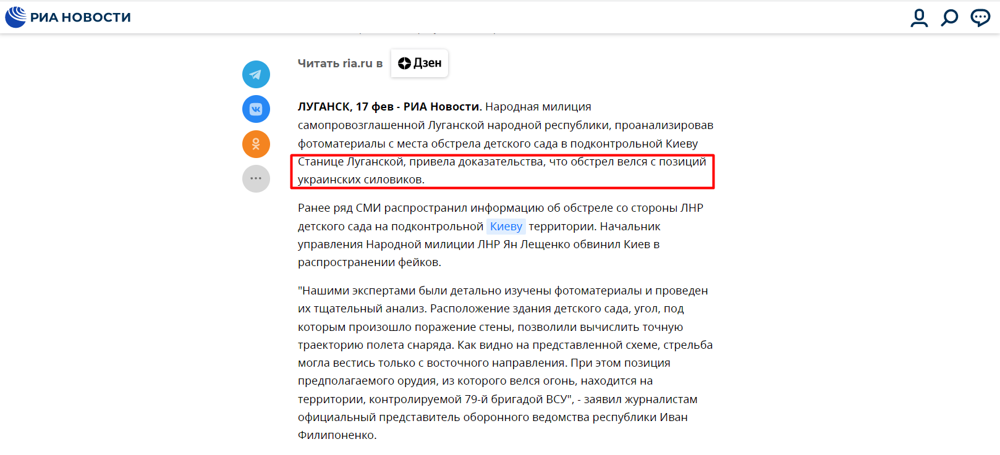 РИА НОВОСТИ
Читать ria.ru в Дзен
ЛУГАНСК, 17 фев - РИА Новости. Народная милиция
самопровозглашенной Луганской народной республики, проанализировав
фотоматериалы с места обстрела детского сада в подконтрольной Киеву
Станице Луганской, привела доказательства, что обстрел велся с позиций
украинских силовиков.
Ранее ряд СМИ распространил информацию об обстреле со стороны ЛНР
детского сада на подконтрольной Киеву территории. Начальник
управления Народной милиции ЛНР Ян Лещенко обвинил Киев в
распространении фейков.
"Нашими экспертами были детально изучены фотоматериалы и проведен
их тщательный анализ. Расположение здания детского сада, угол, под
которым произошло поражение стены, позволили вычислить точную
траекторию полета снаряда. Как видно на представленной схеме, стрельба
могла вестись только с восточного направления. При этом позиция
предполагаемого орудия, из которого велся огонь, находится на
территории, контролируемой 79-й бригадой ВСУ", - заявил журналистам
официальный представитель оборонного ведомства республики Иван
Филипоненко.